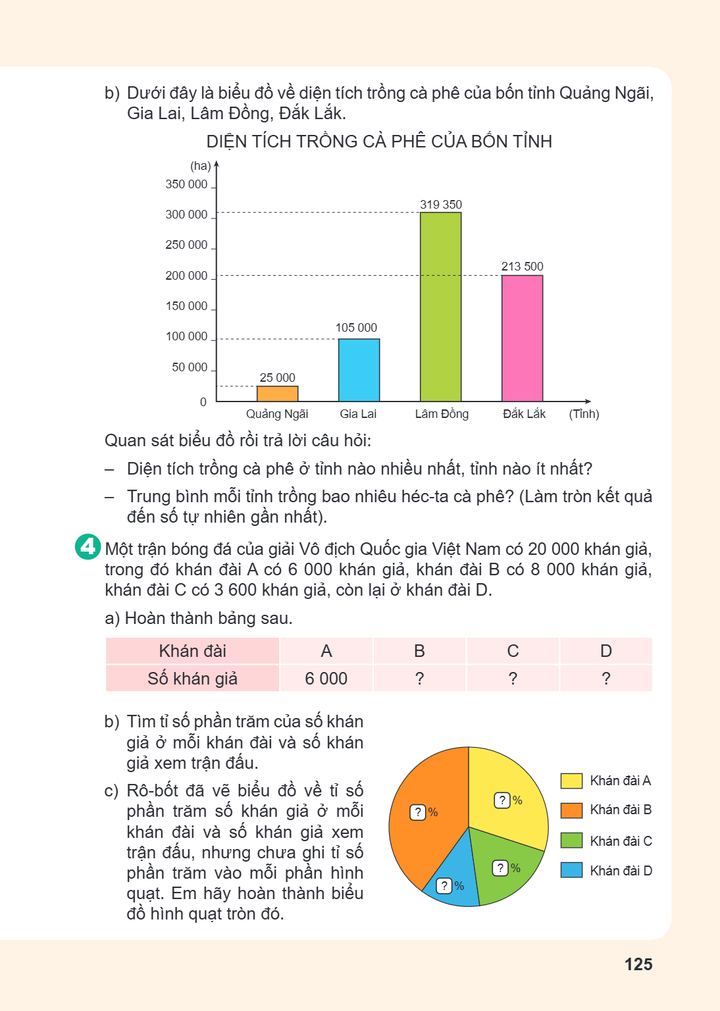 b) Dưới đây là biểu đồ về diện tích trồng cà phê của bốn tỉnh Quảng Ngãi,
Gia Lai, Lâm Đồng, Đắk Lắk.
DIỆN TÍCH TRỒNG CÀ PHÊ CỦA BỐN TỈNH
(ha)
350 000
300 000
250 000
200 000
150 000
100 000
50 000
0
25 000
105 000
319 350
213 500
Quảng Ngãi
Gia Lai
Lâm Đồng
Đắk Lắk
(Tỉnh)
Quan sát biểu đồ rồi trả lời câu hỏi:
– Diện tích trồng cà phê ở tỉnh nào nhiều nhất, tỉnh nào ít nhất?
– Trung bình mỗi tỉnh trồng bao nhiêu héc-ta cà phê? (Làm tròn kết quả
đến số tự nhiên gần nhất).
4 Một trận bóng đá của giải Vô địch Quốc gia Việt Nam có 20 000 khán giả,
trong đó khán đài A có 6 000 khán giả, khán đài B có 8 000 khán giả,
khán đài C có 3 600 khán giả, còn lại ở khán đài D.
a) Hoàn thành bảng sau.
Khán đài A B C D
Số khán giả 6 000 ? ? ?
b) Tìm tỉ số phần trăm của số khán
giả ở mỗi khán đài và số khán
giả xem trận đấu.
c) Rô-bốt đã vẽ biểu đồ về tỉ số
phần trăm số khán giả ở mỗi
khán đài và số khán giả xem
trận đấu, nhưng chưa ghi tỉ số
phần trăm vào mỗi phần hình
quạt. Em hãy hoàn thành biểu
đồ hình quạt tròn đó.
? %
? %
? %
? %
Khán đài A
Khán đài B
Khán đài C
Khán đài D
125